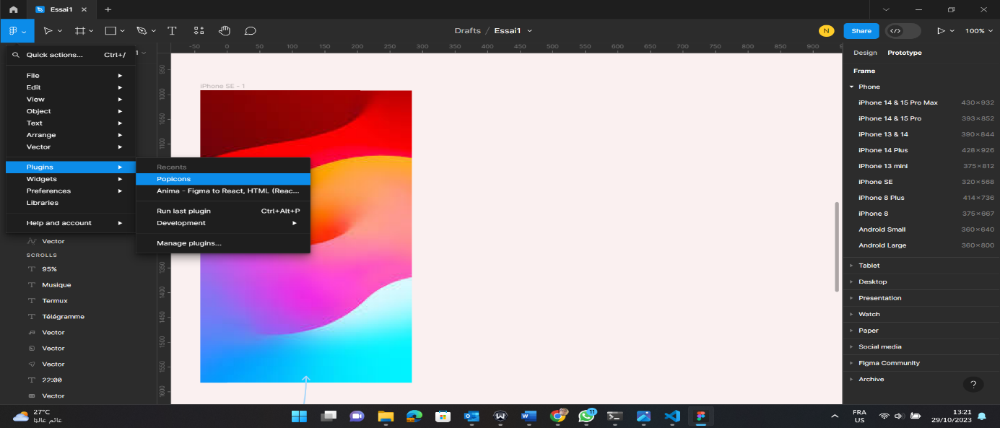 Essai1
Drafts / Essai1
N
Share
100%
Quick actions... Ctrl+/
1
File
Edit
View
Object
Text
Arrange
Vector
Plugins
Widgets
Preferences
Libraries
Help and account
Recents
Popicons
Anima - Figma to React, HTML (Reac...
Run last plugin Ctrl+Alt+P
Development
Manage plugins...
Vector
SCROLLS
95%
Musique
Termux
Télégramme
Vector
Vector
Vector
22:00
Vector
-50 0 50 100 150 200 250 300 350 400 450 500 550 600 650 700 750 800 850 900
950
1000
1050
1100
1350
1400
1450
1500
1550
1600
iPhone SE - 1
Design Prototype
Frame
Phone
iPhone 14 & 15 Pro Max 430×932
iPhone 14 & 15 Pro 393×852
iPhone 13 & 14 390×844
iPhone 14 Plus 428×926
iPhone 13 mini 375×812
iPhone SE 320×568
iPhone 8 Plus 414×736
iPhone 8 375×667
Android Small 360×640
Android Large 360×800
Tablet
Desktop
Presentation
Watch
Paper
Social media
Figma Community
Archive
?
27°C
غائم غالبًا
11
FRA
US
13:21
29/10/2023